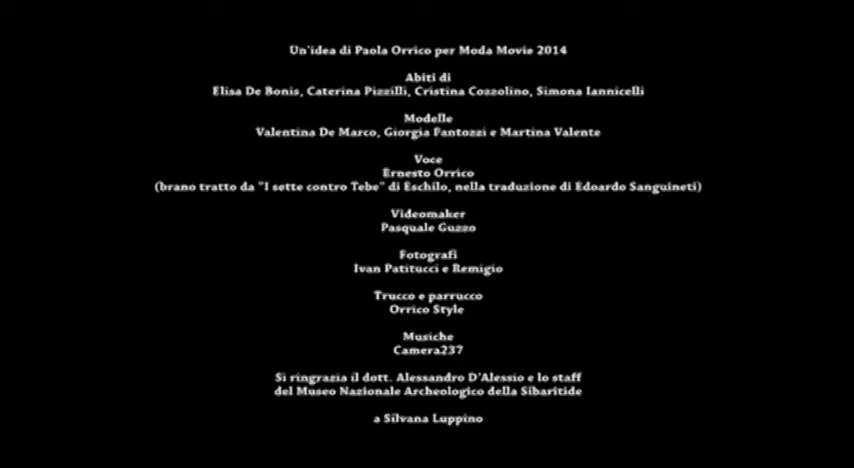 Un'idea di Paola Orrico per Moda Movie 2014
Abiti di
Elisa De Bonis, Caterina Pizzilli, Cristina Cozzolino, Simona Iannicelli
Modelle
Valentina De Marco, Giorgia Fantozzi e Martina Valente
Voce
Ernesto Orrico
(brano tratto da "I sette contro Tebe" di Eschilo, nella traduzione di Edoardo Sanguineti)
Videomaker
Pasquale Guzzo
Fotografi
Ivan Patitucci e Remigio
Trucco e parrucco
Orrico Style
Musiche
Camera237
Si ringrazia il dott. Alessandro D'Alessio e lo staff
del Museo Nazionale Archeologico della Sibaritide
a Silvana Luppino